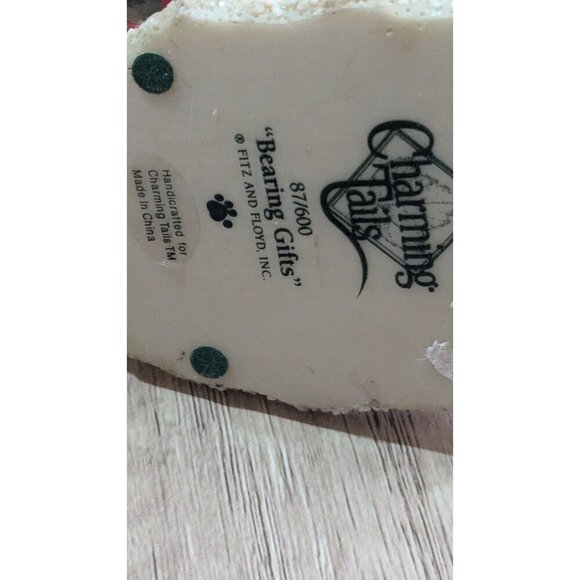 Charming
Tails
87/600
“Bearing Gifts”
® FITZ AND FLOYD, INC.
Handicrafted for
Charming Tails TM
Made In China